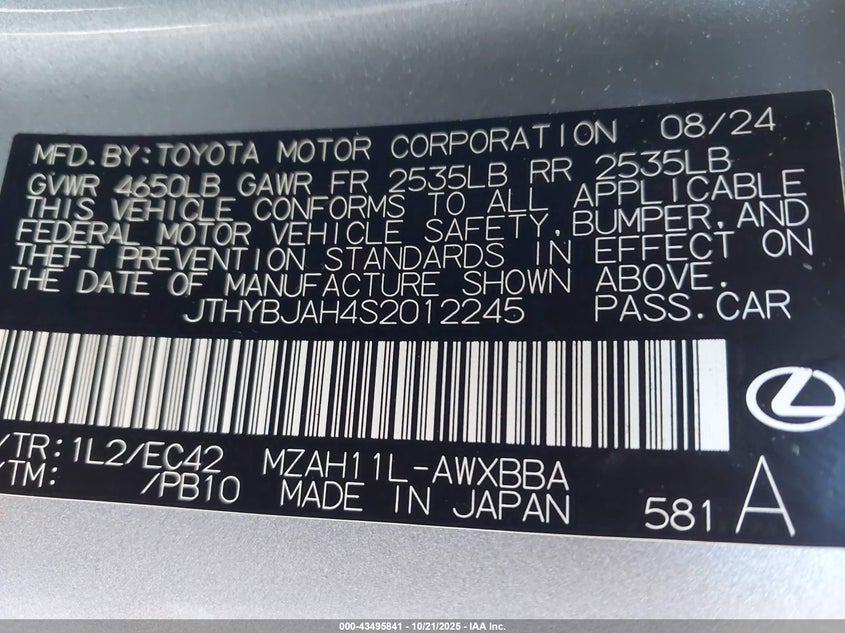 MFD.BY:TOYOTA MOTOR CORPORATION 08/24
GVWR 4650LB GAWR FR 2535LB RR 2535LB
THIS VEHICLE CONFORMS TO ALL APPLICABLE
FEDERAL MOTOR VEHICLE SAFETY,BUMPER,AND
THEFT PREVENTION STANDARDS IN EFFECT ON
THE DATE OF MANUFACTURE SHOWN ABOVE.
JTHYBJAH4S2012245 PASS.CAR
/TR:1L2/EC42 MZAH11L-AWXBBA
/TM: /PB10 MADE IN JAPAN 581 A
000-43495841 - 10/21/2025 - IAA Inc.